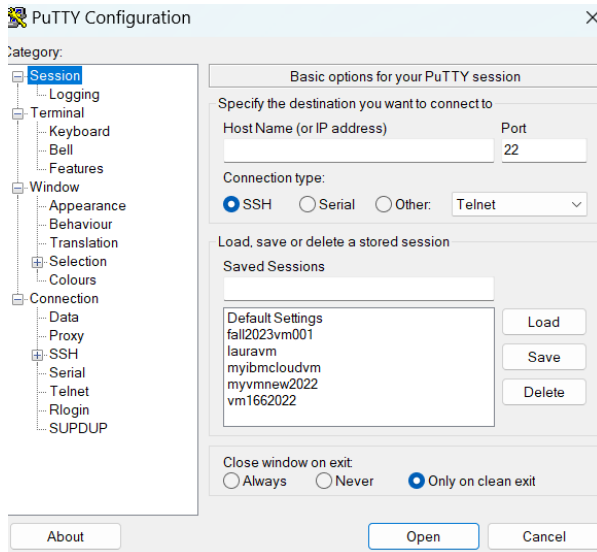 PuTTY Configuration
Category:
Session
Logging
Terminal
Keyboard
Bell
Features
Window
Appearance
Behaviour
Translation
Selection
Colours
Connection
Data
Proxy
SSH
Serial
Telnet
Rlogin
SUPDUP
Basic options for your PuTTY session
Specify the destination you want to connect to
Host Name (or IP address) Port
22
Connection type:
SSH Serial Other: Telnet
Load, save or delete a stored session
Saved Sessions
Default Settings
fall2023vm001
lauravm
myibmcloudvm
myvmnew2022
vm1662022
Load
Save
Delete
Close window on exit:
Always Never Only on clean exit
About Open Cancel